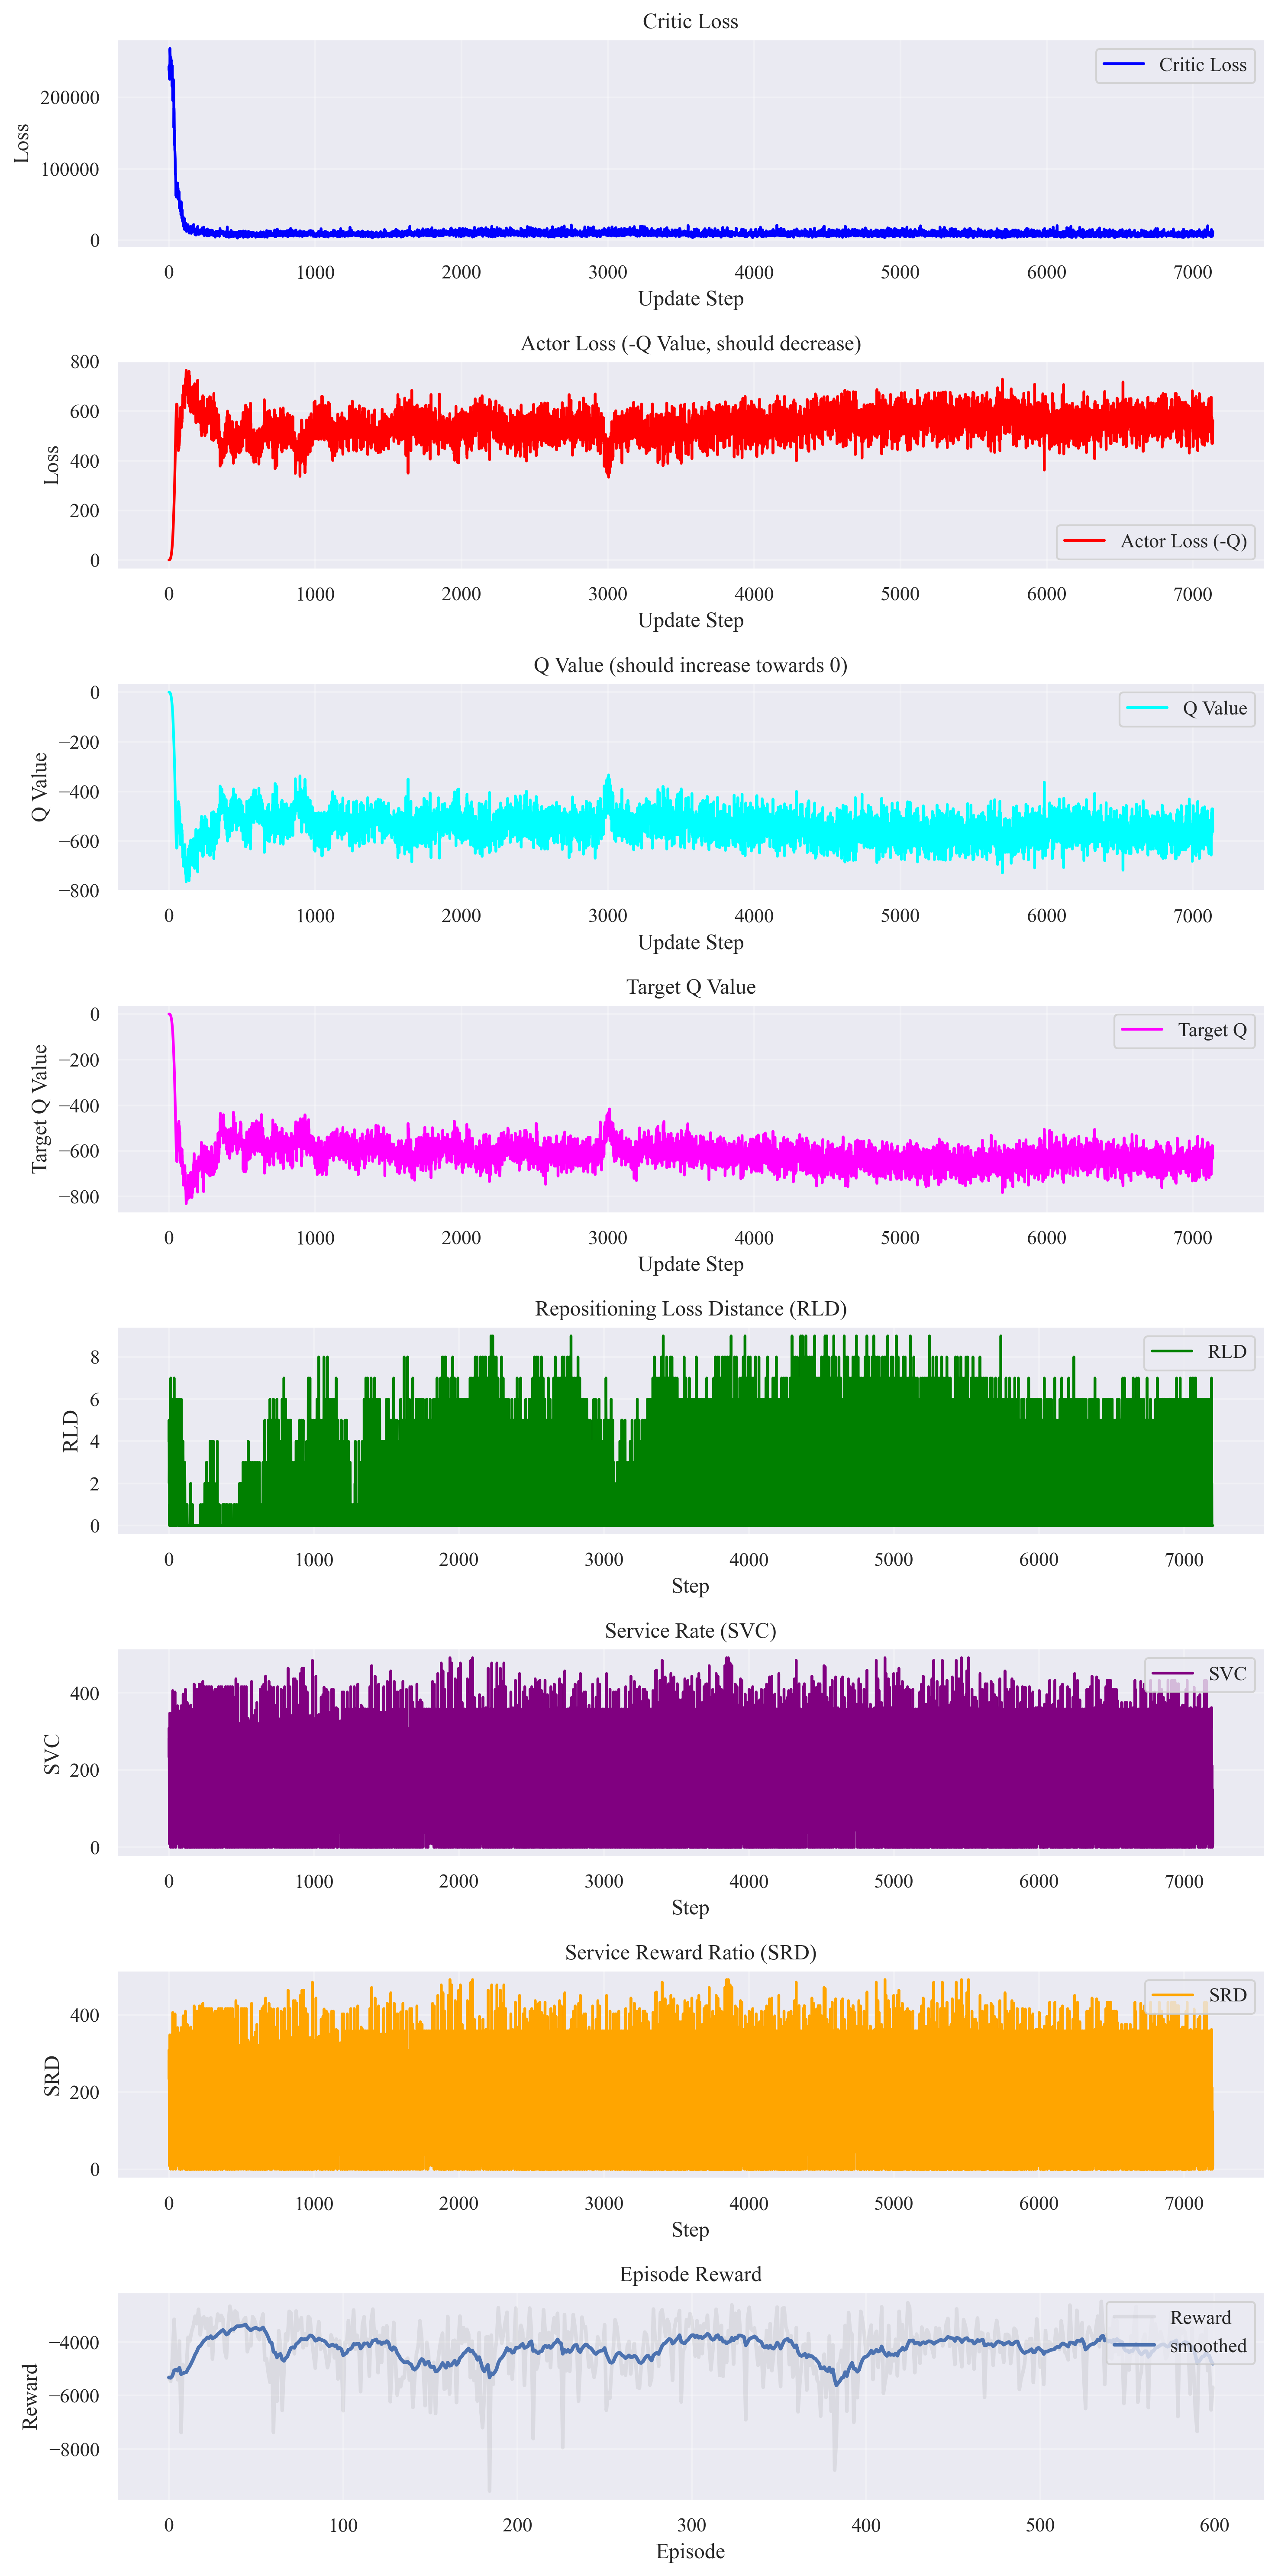 Critic Loss
Critic Loss
200000
100000
0
Loss
0 1000 2000 3000 4000 5000 6000 7000
Update Step
Actor Loss (-Q Value, should decrease)
800
600
400
200
0
Loss
Actor Loss (-Q)
0 1000 2000 3000 4000 5000 6000 7000
Update Step
Q Value (should increase towards 0)
Q Value
0
−200
−400
−600
−800
Q Value
0 1000 2000 3000 4000 5000 6000 7000
Update Step
Target Q Value
Target Q
0
−200
−400
−600
−800
Target Q Value
0 1000 2000 3000 4000 5000 6000 7000
Update Step
Repositioning Loss Distance (RLD)
RLD
8
6
4
2
0
RLD
0 1000 2000 3000 4000 5000 6000 7000
Step
Service Rate (SVC)
SVC
400
200
0
SVC
0 1000 2000 3000 4000 5000 6000 7000
Step
Service Reward Ratio (SRD)
SRD
400
200
0
SRD
0 1000 2000 3000 4000 5000 6000 7000
Step
Episode Reward
Reward
smoothed
−4000
−6000
−8000
Reward
0 100 200 300 400 500 600
Episode